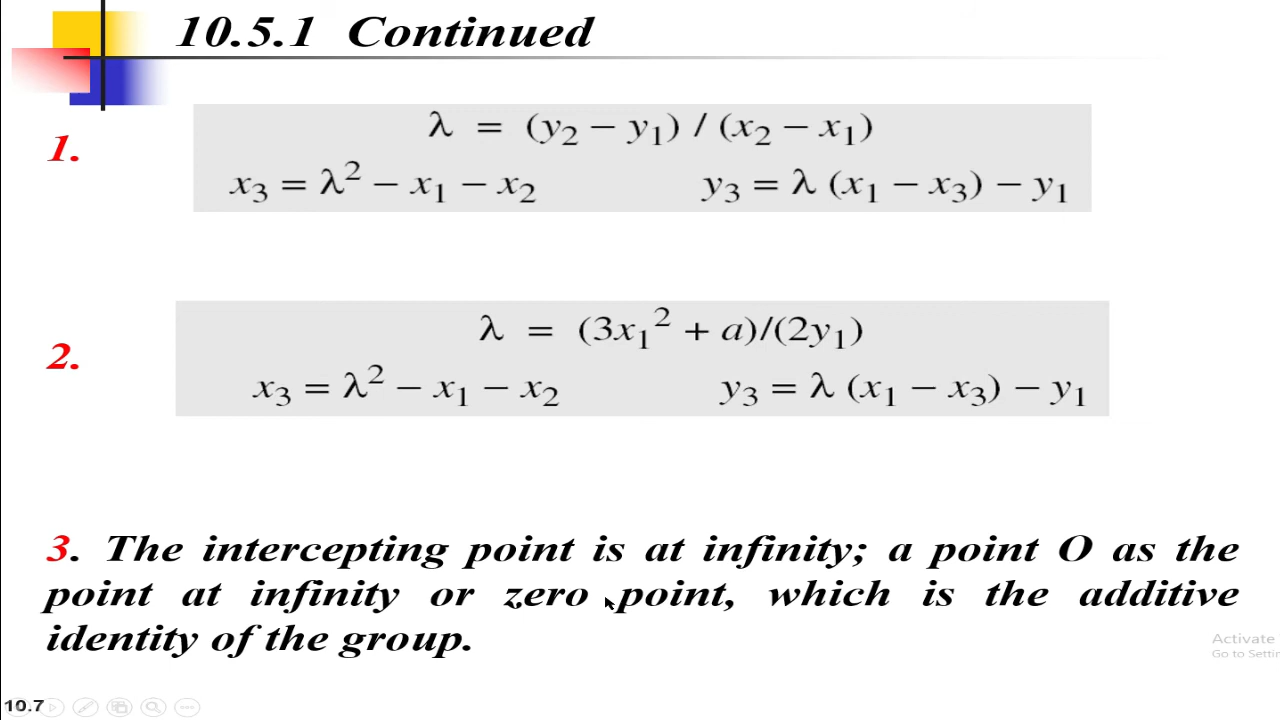 10.5.1 Continued
1.
λ = (y₂ − y₁) / (x₂ − x₁)
x₃ = λ² − x₁ − x₂ y₃ = λ (x₁ − x₃) − y₁
2.
λ = (3x₁² + a)/(2y₁)
x₃ = λ² − x₁ − x₂ y₃ = λ (x₁ − x₃) − y₁
3. The intercepting point is at infinity; a point O as the
point at infinity or zero point, which is the additive
identity of the group.
Activate
Go to Settin
10.7